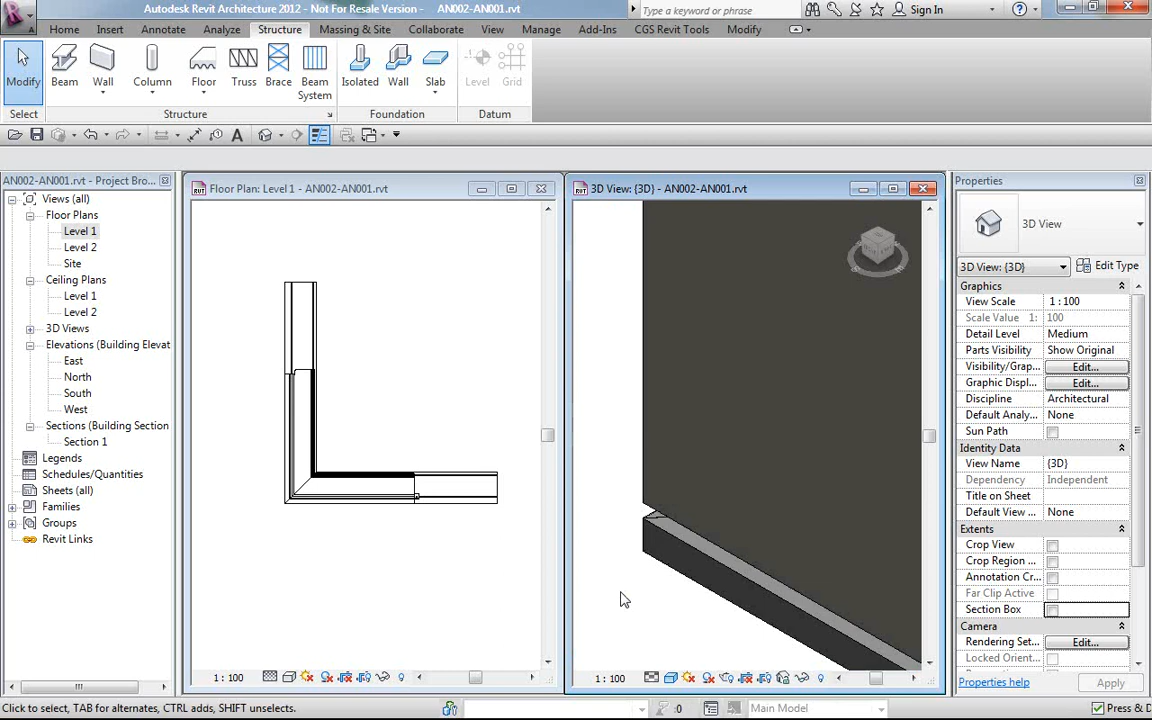 Autodesk Revit Architecture 2012 - Not For Resale Version -    AN002-AN001.rvt
Type a keyword or phrase
Sign In
Home Insert Annotate Analyze Structure Massing & Site Collaborate View Manage Add-Ins CGS Revit Tools Modify
Modify Beam Wall Column Floor Truss Brace Beam System Isolated Wall Slab Level Grid
Select Structure Foundation Datum
AN002-AN001.rvt - Project Bro...
Views (all)
Floor Plans
Level 1
Level 2
Site
Ceiling Plans
Level 1
Level 2
3D Views
Elevations (Building Elevat
East
North
South
West
Sections (Building Section
Section 1
Legends
Schedules/Quantities
Sheets (all)
Families
Groups
Revit Links
Floor Plan: Level 1 - AN002-AN001.rvt
1 : 100
3D View: {3D} - AN002-AN001.rvt
1 : 100
Properties
3D View
3D View: {3D} Edit Type
Graphics
View Scale 1 : 100
Scale Value 1: 100
Detail Level Medium
Parts Visibility Show Original
Visibility/Grap... Edit...
Graphic Displ... Edit...
Discipline Architectural
Default Analy... None
Sun Path
Identity Data
View Name {3D}
Dependency Independent
Title on Sheet
Default View ... None
Extents
Crop View
Crop Region ...
Annotation Cr...
Far Clip Active
Section Box
Camera
Rendering Set... Edit...
Locked Orient...
Properties help Apply
Click to select, TAB for alternates, CTRL adds, SHIFT unselects.
:0
Main Model
Press & D